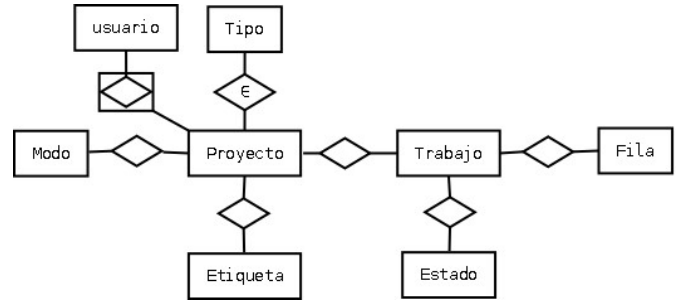 usuario
Tipo
E
Modo
Proyecto
Trabajo
Fila
Etiqueta
Estado